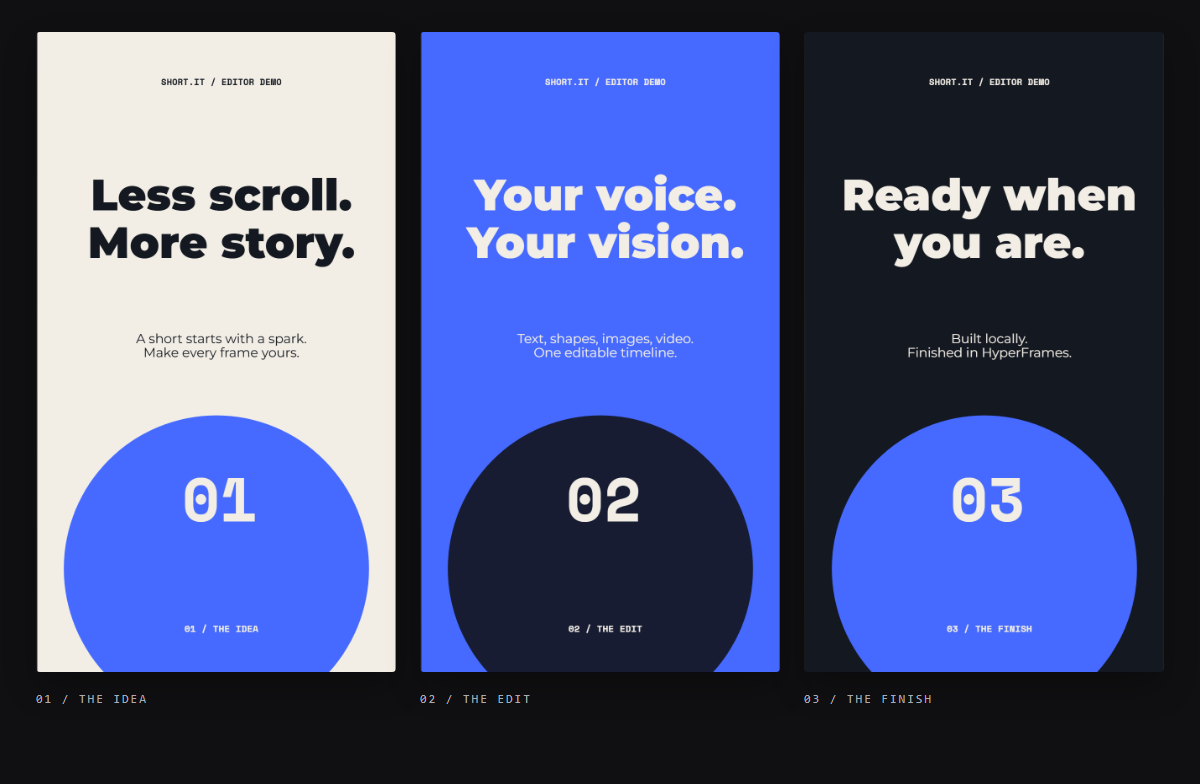 SHORT.IT / EDITOR DEMO
Less scroll.
More story.
A short starts with a spark.
Make every frame yours.
01
01 / THE IDEA
01 / THE IDEA
SHORT.IT / EDITOR DEMO
Your voice.
Your vision.
Text, shapes, images, video.
One editable timeline.
02
02 / THE EDIT
02 / THE EDIT
SHORT.IT / EDITOR DEMO
Ready when
you are.
Built locally.
Finished in HyperFrames.
03
03 / THE FINISH
03 / THE FINISH